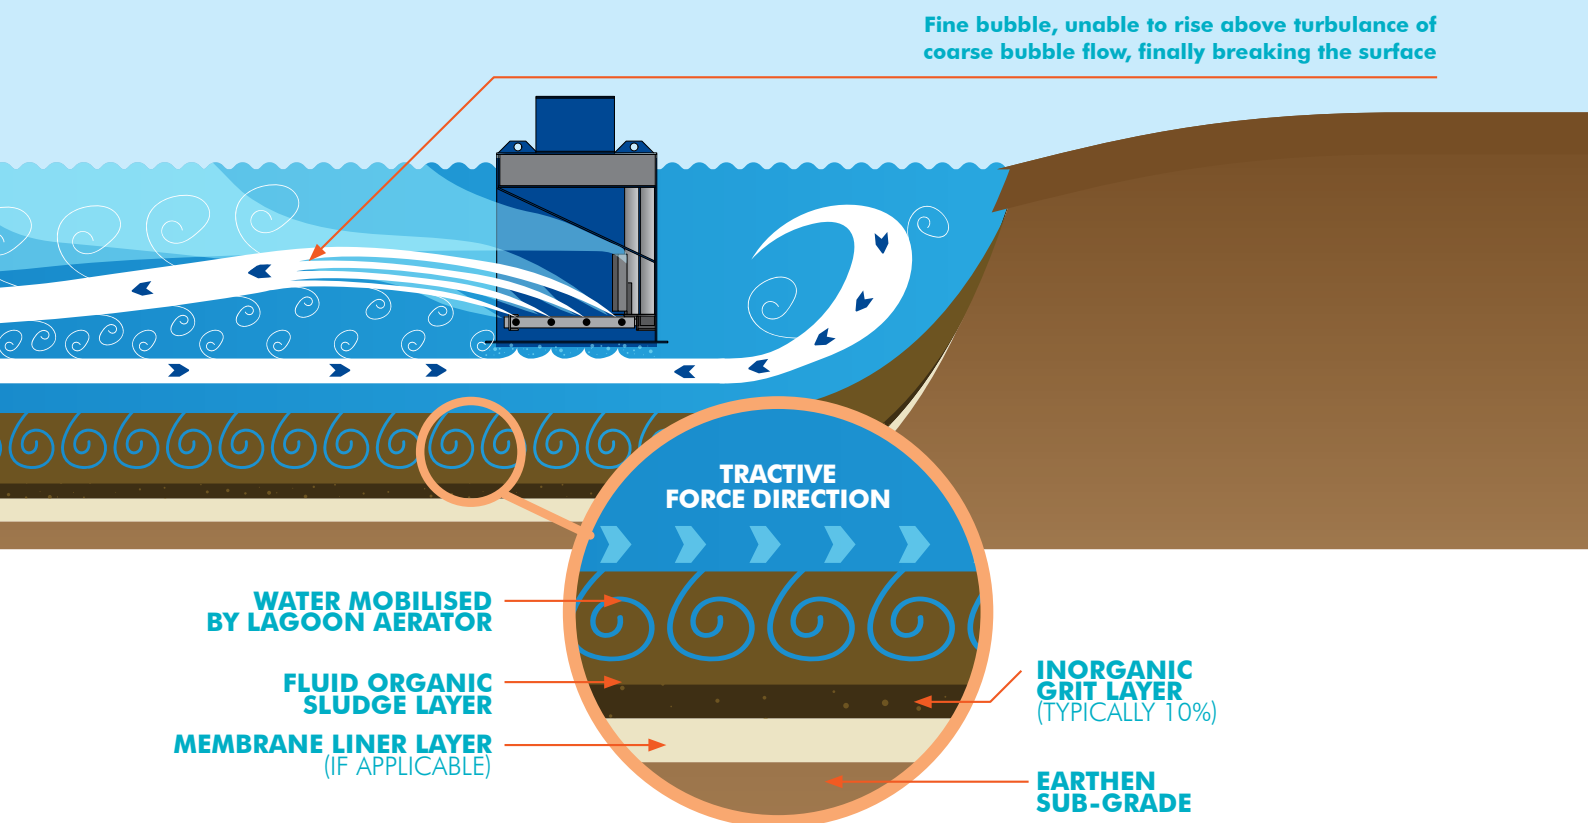 Fine bubble, unable to rise above turbulance of
coarse bubble flow, finally breaking the surface
TRACTIVE
FORCE DIRECTION
WATER MOBILISED
BY LAGOON AERATOR
FLUID ORGANIC
SLUDGE LAYER
MEMBRANE LINER LAYER
(IF APPLICABLE)
INORGANIC
GRIT LAYER
(TYPICALLY 10%)
EARTHEN
SUB-GRADE